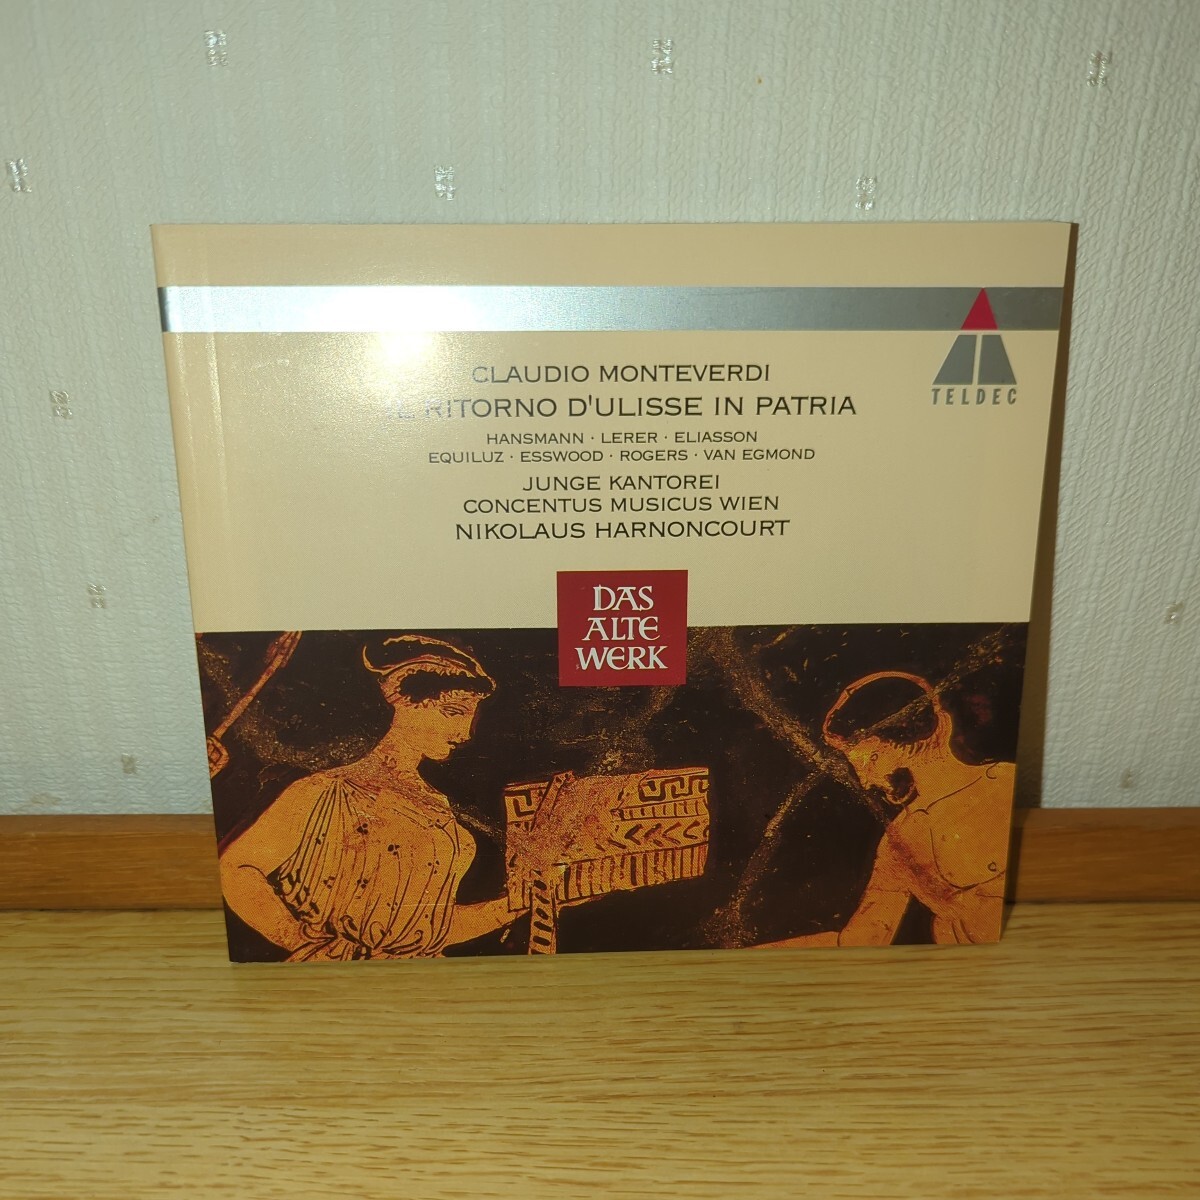 TELDEC
CLAUDIO MONTEVERDI
IL RITORNO D'ULISSE IN PATRIA
HANSMANN · LERER · ELIASSON
EQUILUZ · ESSWOOD · ROGERS · VAN EGMOND
JUNGE KANTOREI
CONCENTUS MUSICUS WIEN
NIKOLAUS HARNONCOURT
DAS
ALTE
WERK